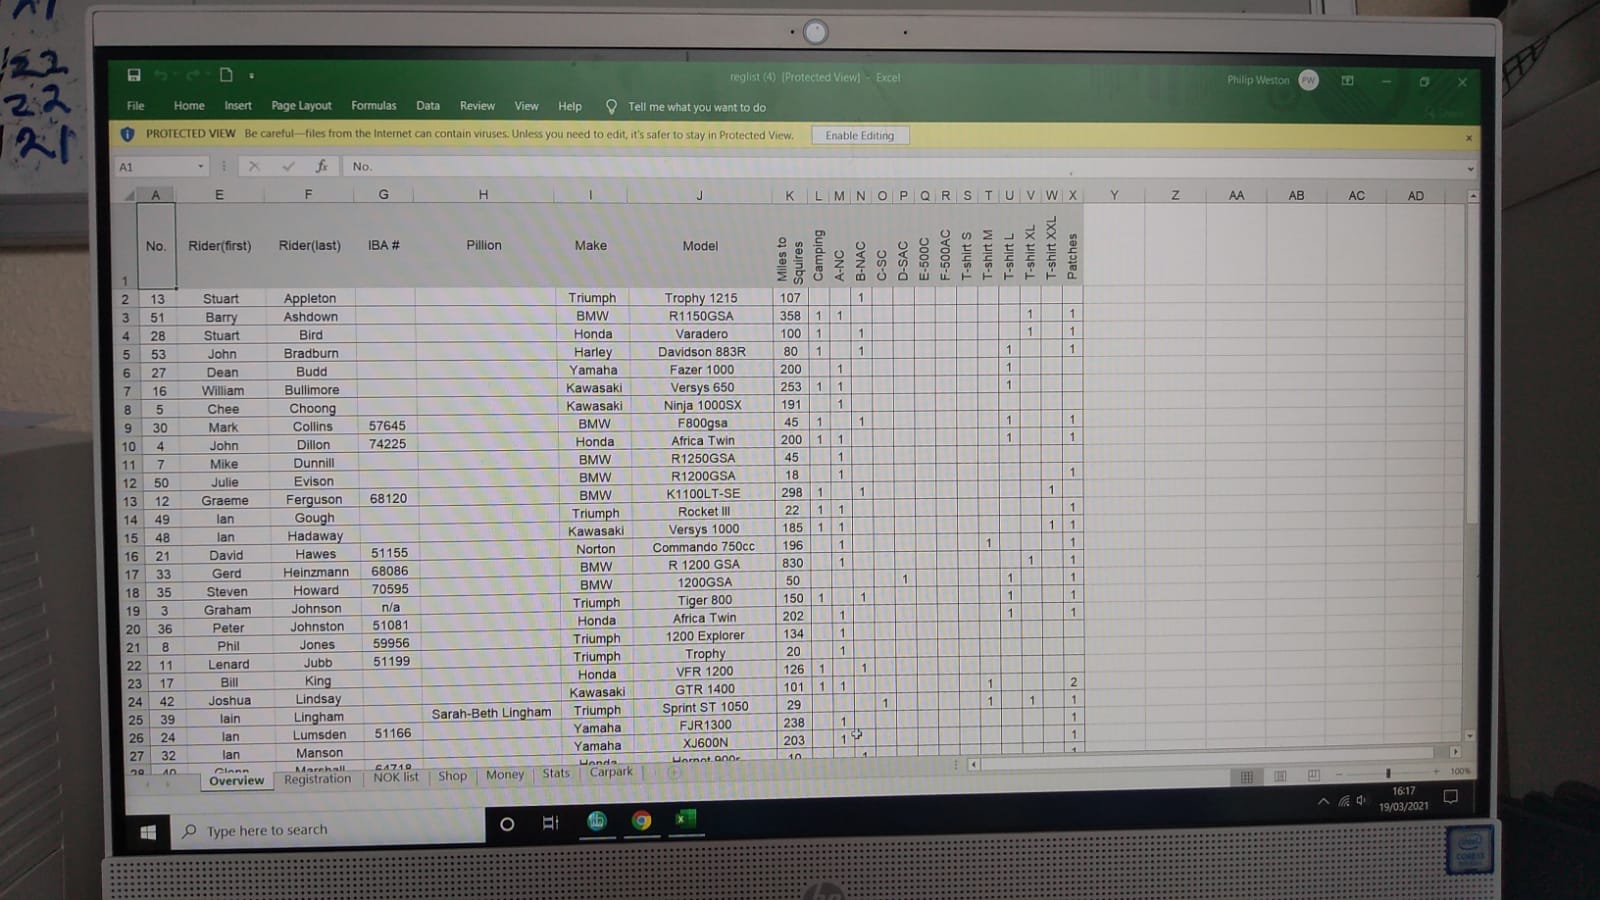 22
22
21
reglist (4) [Protected View] - Excel
Philip Weston PW
File Home Insert Page Layout Formulas Data Review View Help Tell me what you want to do
PROTECTED VIEW Be careful—files from the Internet can contain viruses. Unless you need to edit, it's safer to stay in Protected View. Enable Editing
A1 fx No.
A E F G H I J K L M N O P Q R S T U V W X Y Z AA AB AC AD
1 No. Rider(first) Rider(last) IBA # Pillion Make Model Miles to Squires Camping A-NC B-NAC C-SC D-SAC E-500C F-500AC T-shirt S T-shirt M T-shirt L T-shirt XL T-shirt XXL Patches
2 13 Stuart Appleton Triumph Trophy 1215 107 1
3 51 Barry Ashdown BMW R1150GSA 358 1 1 1 1
4 28 Stuart Bird Honda Varadero 100 1 1 1 1
5 53 John Bradburn Harley Davidson 883R 80 1 1 1 1
6 27 Dean Budd Yamaha Fazer 1000 200 1 1
7 16 William Bullimore Kawasaki Versys 650 253 1 1 1
8 5 Chee Choong Kawasaki Ninja 1000SX 191 1
9 30 Mark Collins 57645 BMW F800gsa 45 1 1 1 1
10 4 John Dillon 74225 Honda Africa Twin 200 1 1 1 1
11 7 Mike Dunnill BMW R1250GSA 45 1
12 50 Julie Evison BMW R1200GSA 18 1 1
13 12 Graeme Ferguson 68120 BMW K1100LT-SE 298 1 1 1
14 49 Ian Gough Triumph Rocket III 22 1 1 1
15 48 Ian Hadaway Kawasaki Versys 1000 185 1 1 1 1
16 21 David Hawes 51155 Norton Commando 750cc 196 1 1 1
17 33 Gerd Heinzmann 68086 BMW R 1200 GSA 830 1 1 1
18 35 Steven Howard 70595 BMW 1200GSA 50 1 1 1
19 3 Graham Johnson n/a Triumph Tiger 800 150 1 1 1 1
20 36 Peter Johnston 51081 Honda Africa Twin 202 1 1 1
21 8 Phil Jones 59956 Triumph 1200 Explorer 134 1
22 11 Lenard Jubb 51199 Triumph Trophy 20 1
23 17 Bill King Honda VFR 1200 126 1 1
24 42 Joshua Lindsay Kawasaki GTR 1400 101 1 1 1 2
25 39 Iain Lingham Sarah-Beth Lingham Triumph Sprint ST 1050 29 1 1 1 1
26 24 Ian Lumsden 51166 Yamaha FJR1300 238 1 1
27 32 Ian Manson Yamaha XJ600N 203 1 1
28 40 Glenn Marshall 64718 Honda Hornet 900r 10 1 1
Overview Registration NOK list Shop Money Stats Carpark
100%
Type here to search
16:17
19/03/2021
intel
CORE i5
hp